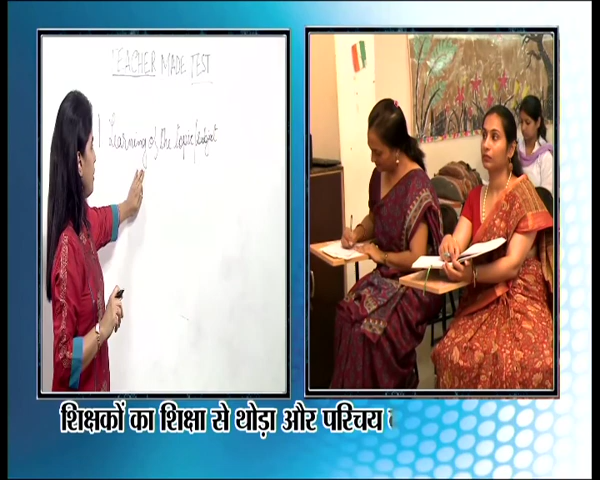 TEACHER MADE TEST
1 Learning of the topic/subject
शिक्षकों का शिक्षा से थोड़ा और परिचय